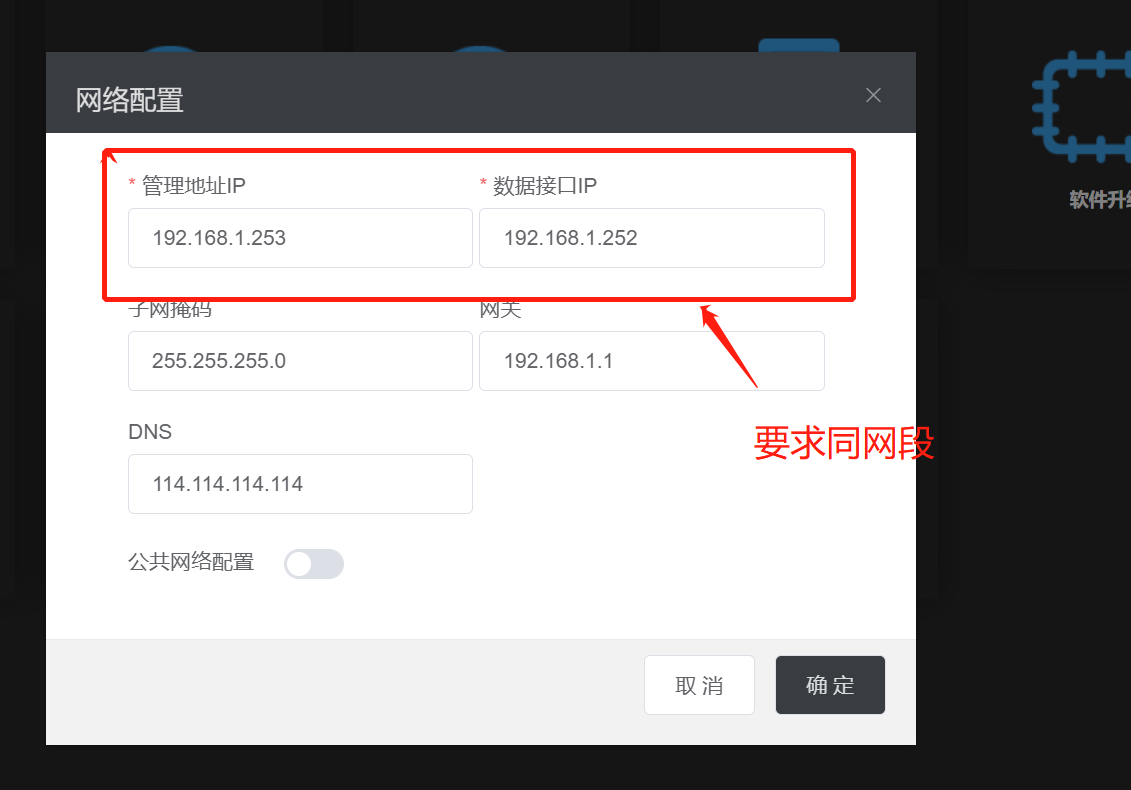 网络配置
* 管理地址IP
* 数据接口IP
192.168.1.253
192.168.1.252
子网掩码
网关
255.255.255.0
192.168.1.1
DNS
114.114.114.114
公共网络配置
取 消
确 定
要求同网段
软件升